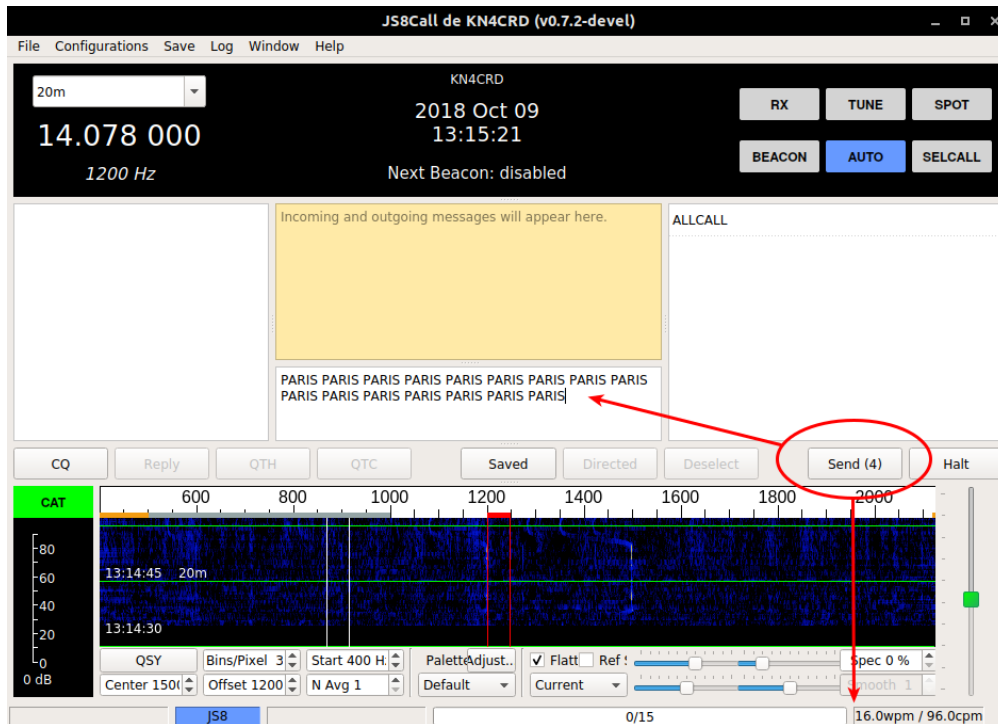 JS8Call de KN4CRD (v0.7.2-devel)
File Configurations Save Log Window Help
20m
14.078 000
1200 Hz
KN4CRD
2018 Oct 09
13:15:21
Next Beacon: disabled
RX TUNE SPOT
BEACON AUTO SELCALL
Incoming and outgoing messages will appear here.
ALLCALL
PARIS PARIS PARIS PARIS PARIS PARIS PARIS PARIS PARIS
PARIS PARIS PARIS PARIS PARIS PARIS PARIS
CQ Reply QTH QTC Saved Directed Deselect Send (4) Halt
CAT
600 800 1000 1200 1400 1600 1800 2000
80
60
40
20
0
0 dB
13:14:45 20m
13:14:30
QSY Bins/Pixel 3 Start 400 H: Palette Adjust.. Flatt Ref Spec 0 %
Center 1500 Offset 1200 N Avg 1 Default Current Smooth 1
JS8 0/15 16.0wpm / 96.0cpm